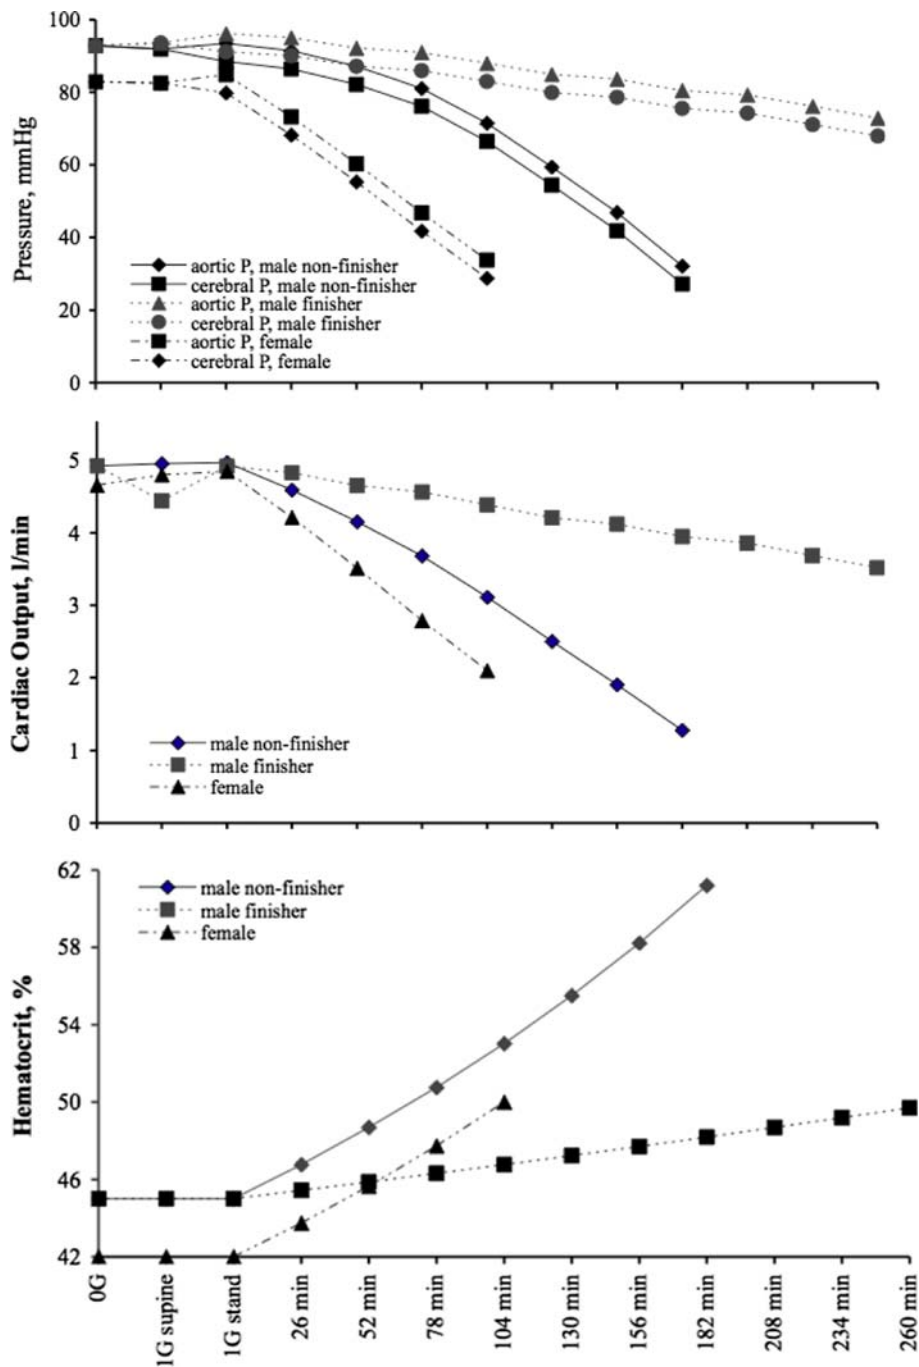 100
80
60
40
20
0
Pressure, mmHg
aortic P, male non-finisher
cerebral P, male non-finisher
aortic P, male finisher
cerebral P, male finisher
aortic P, female
cerebral P, female
5
4
3
2
1
0
Cardiac Output, l/min
male non-finisher
male finisher
female
62
58
54
50
46
42
Hematocrit, %
male non-finisher
male finisher
female
0G
1G supine
1G stand
26 min
52 min
78 min
104 min
130 min
156 min
182 min
208 min
234 min
260 min